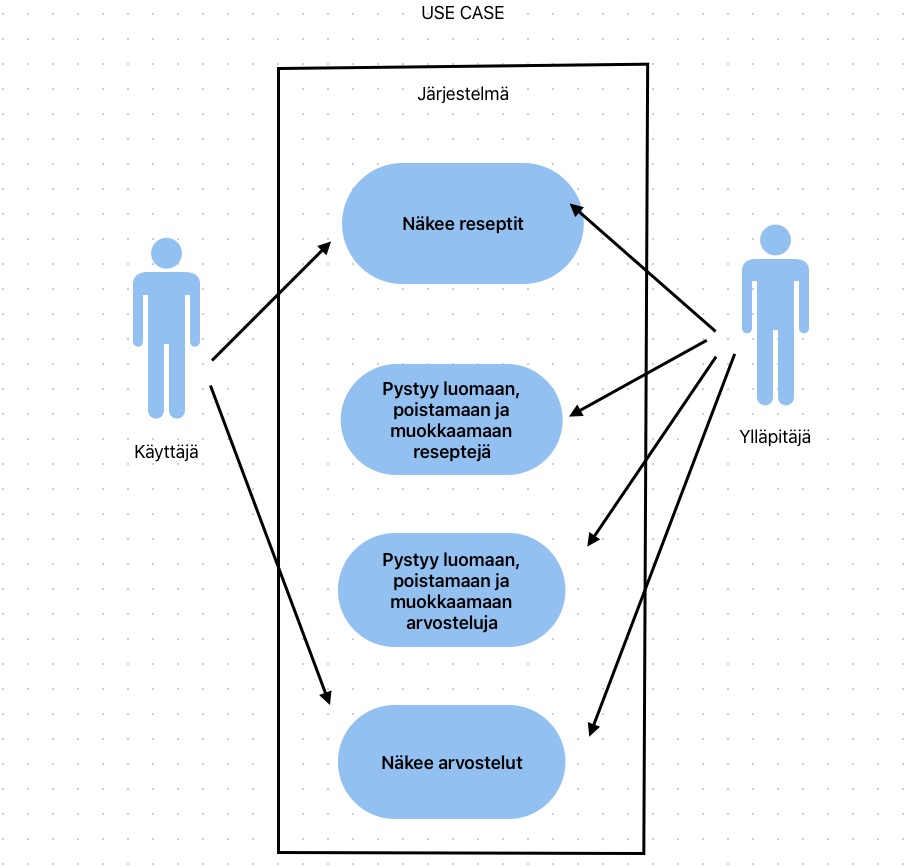 USE CASE
Järjestelmä
Näkee reseptit
Pystyy luomaan,
poistamaan ja
muokkaamaan
reseptejä
Käyttäjä
Ylläpitäjä
Pystyy luomaan,
poistamaan ja
muokkaamaan
arvosteluja
Näkee arvostelut